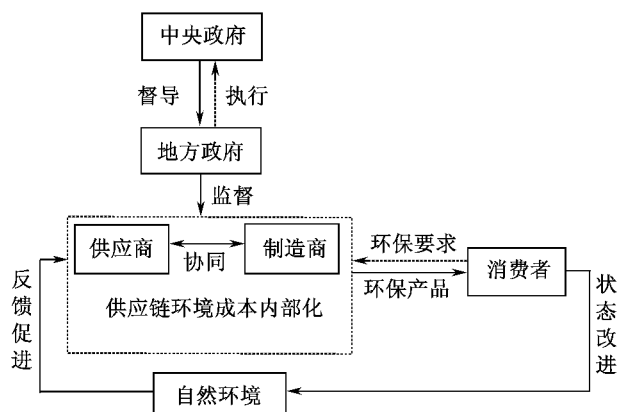 中央政府
督导
执行
地方政府
监督
供应商
协同
制造商
供应链环境成本内部化
环保要求
环保产品
消费者
反馈促进
状态改进
自然环境